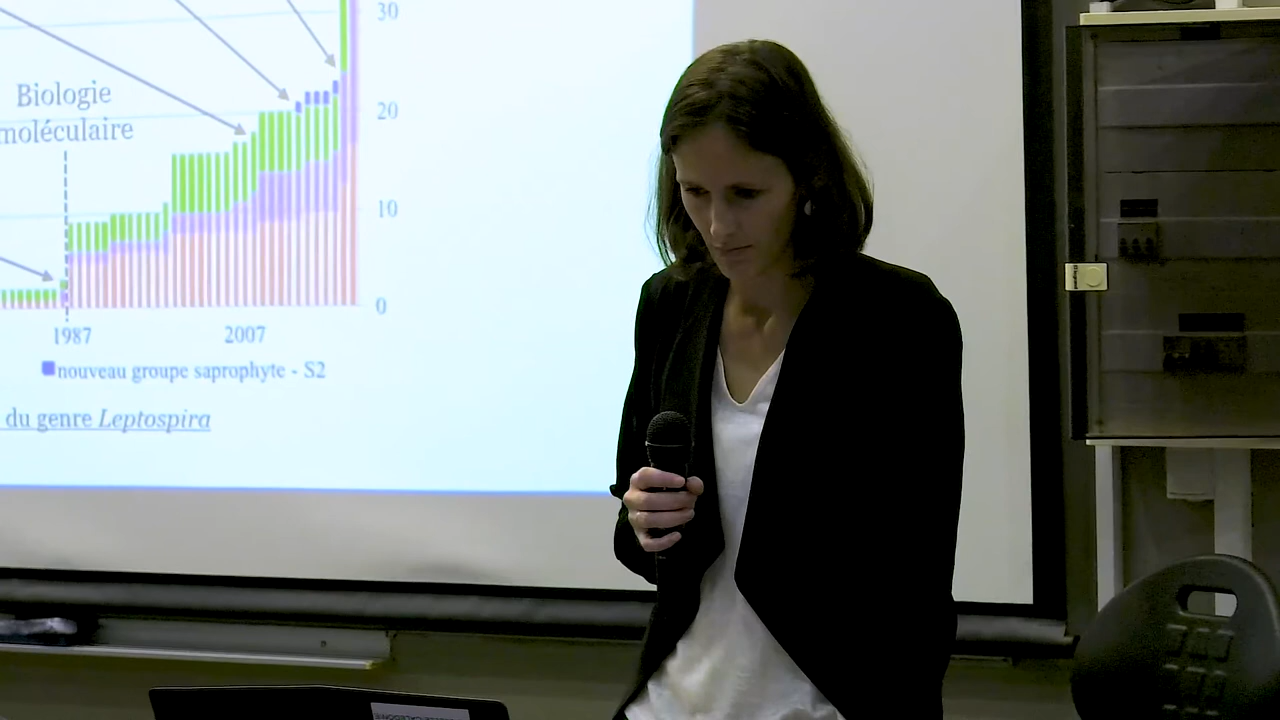 30
Biologie
moléculaire
20
10
0
1987 2007
nouveau groupe saprophyte - S2
du genre Leptospira